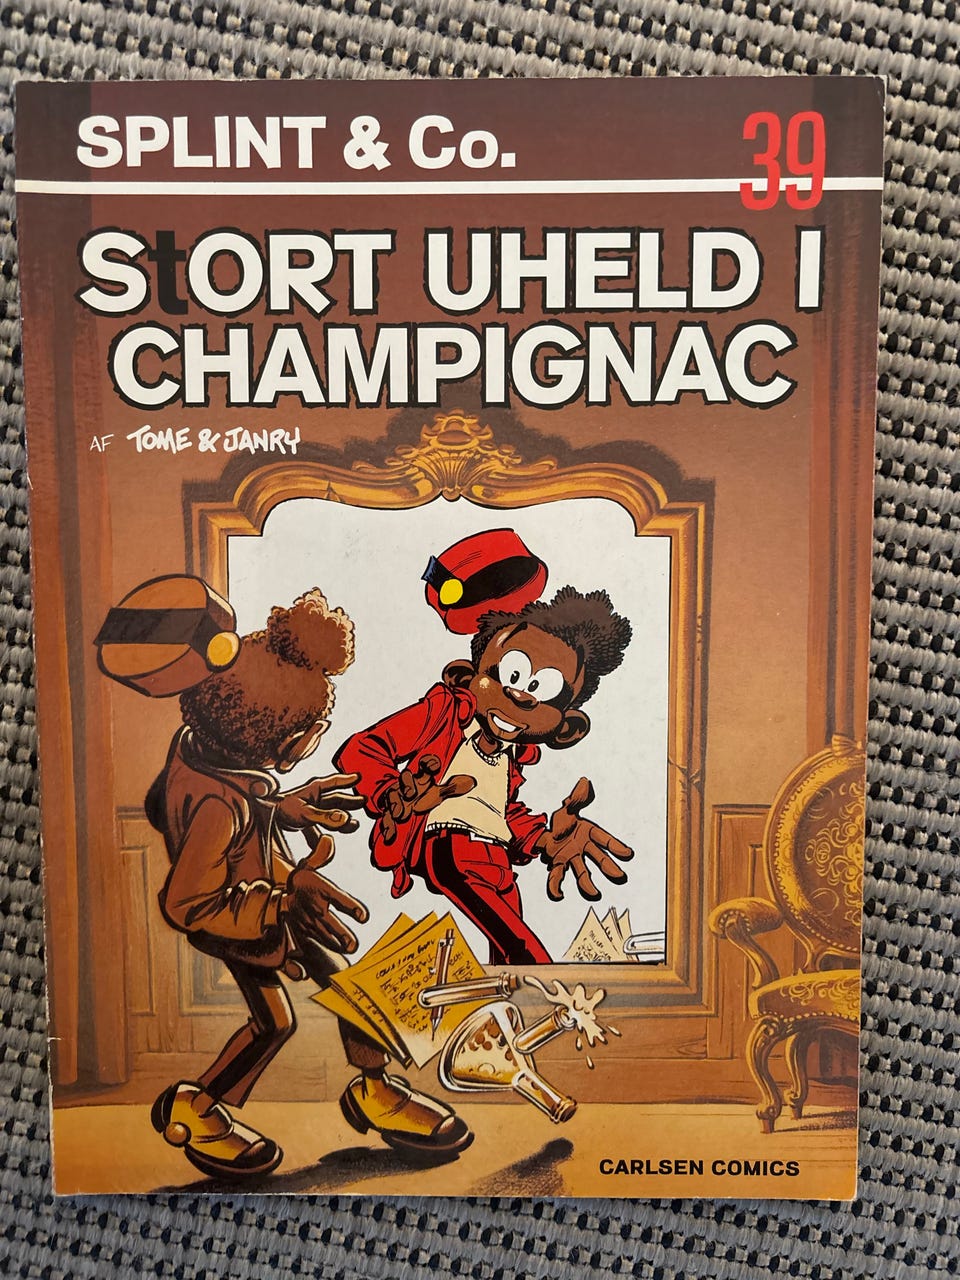 SPLINT & Co.
39
StORT UHELD I
CHAMPIGNAC
AF TOME & JANRY
CARLSEN COMICS